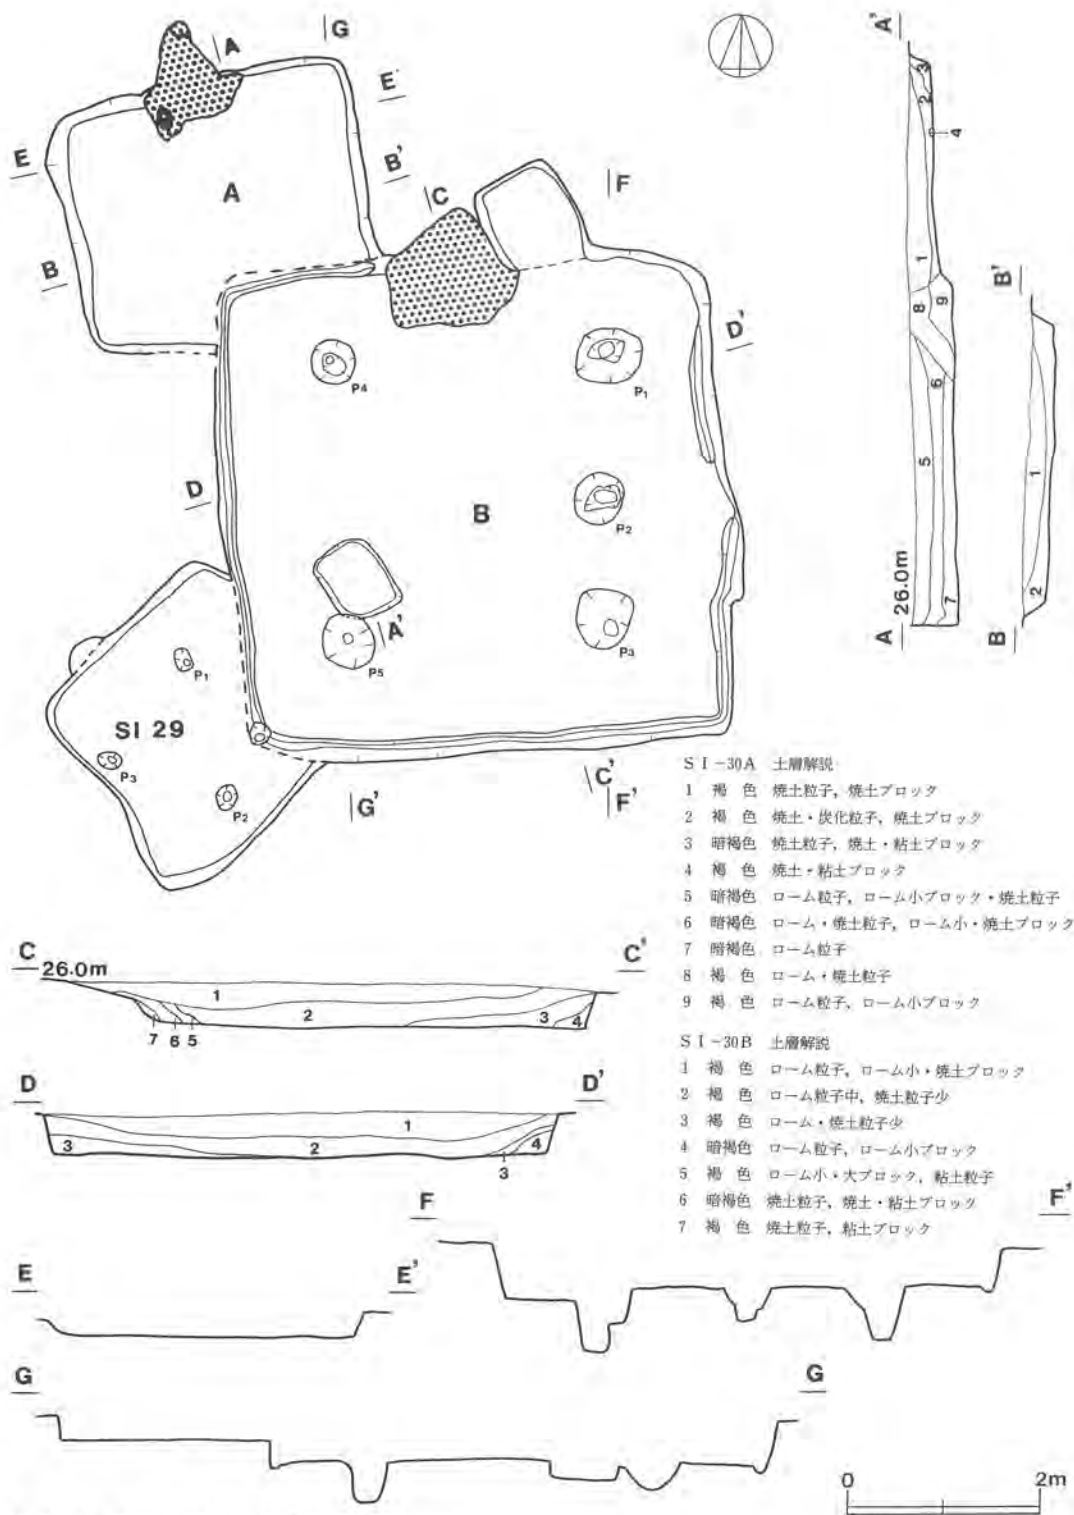 A
G
E
E'
B'
A
B
C
F
D'
P4
P1
D
B
P2
A'
P5
P3
P1
SI 29
P3
P2
G'
C'
F'
A'
3
2
4
1
8
9
6
5
7
26.0m
A
B'
1
2
B
SI-30A 土層解説
1 褐色 焼土粒子,焼土ブロック
2 褐色 焼土・炭化粒子,焼土ブロック
3 暗褐色 焼土粒子,焼土・粘土ブロック
4 褐色 焼土・粘土ブロック
5 暗褐色 ローム粒子,ローム小ブロック・焼土粒子
6 暗褐色 ローム・焼土粒子,ローム小・焼土ブロック
7 暗褐色 ローム粒子
8 褐色 ローム・焼土粒子
9 褐色 ローム粒子,ローム小ブロック
SI-30B 土層解説
1 褐色 ローム粒子,ローム小・焼土ブロック
2 褐色 ローム粒子中,焼土粒子少
3 褐色 ローム・焼土粒子少
4 暗褐色 ローム粒子,ローム小ブロック
5 褐色 ローム小・大ブロック,粘土粒子
6 暗褐色 焼土粒子,焼土・粘土ブロック
7 褐色 焼土粒子,粘土ブロック
C 26.0m C'
1
2
3
4
7 6 5
D D'
1
3 2 4
3
F F'
E E'
G G
0 2m